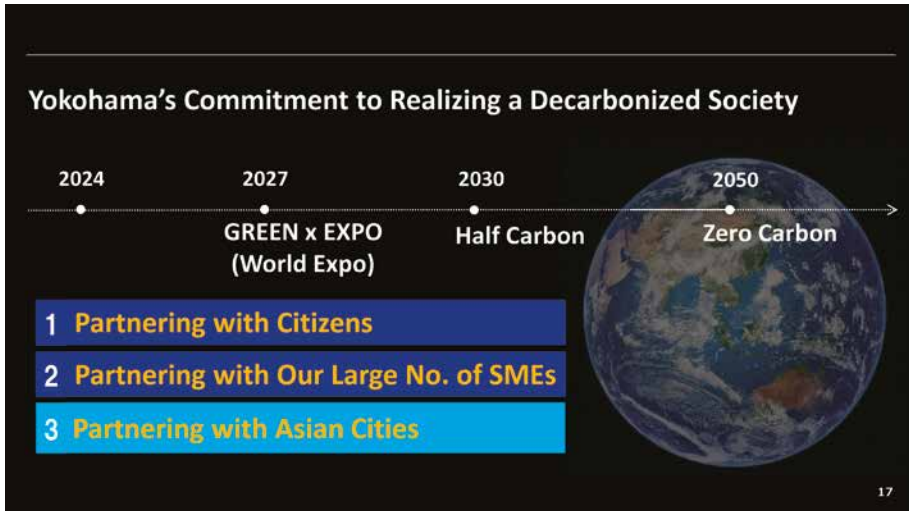 Yokohama's Commitment to Realizing a Decarbonized Society
2024 2027 2030 2050
GREEN x EXPO Half Carbon Zero Carbon
(World Expo)
1 Partnering with Citizens
2 Partnering with Our Large No. of SMEs
3 Partnering with Asian Cities
17